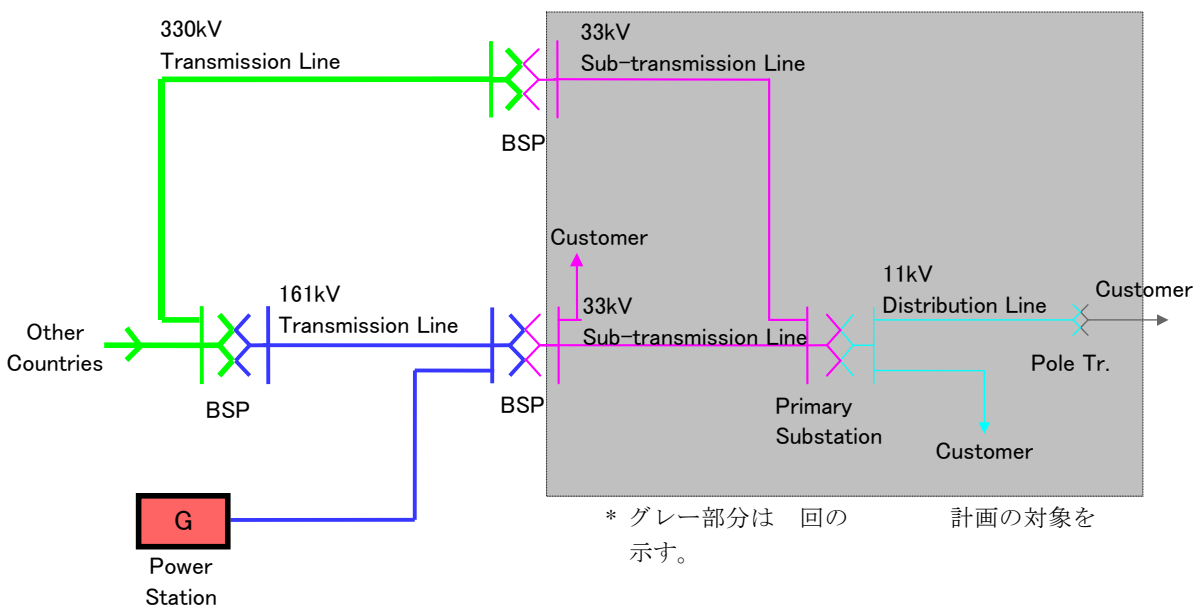 330kV
Transmission Line
33kV
Sub-transmission Line
BSP
Customer
161kV
Transmission Line
33kV
Sub-transmission Line
11kV
Distribution Line
Customer
Other
Countries
Pole Tr.
BSP
BSP
Primary
Substation
Customer
G
Power
Station
* グレー部分は 回の 計画の対象を
示す。